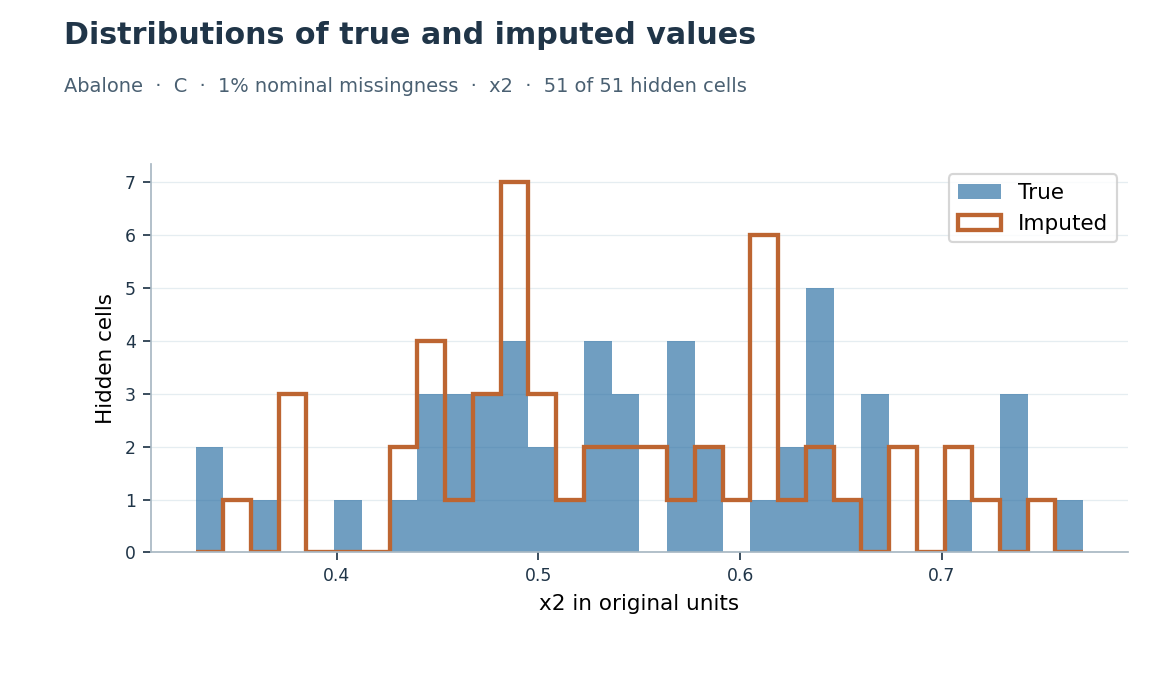 Distributions of true and imputed values
Abalone · C · 1% nominal missingness · x2 · 51 of 51 hidden cells
True
Imputed
Hidden cells
7
6
5
4
3
2
1
0
0.4 0.5 0.6 0.7
x2 in original units